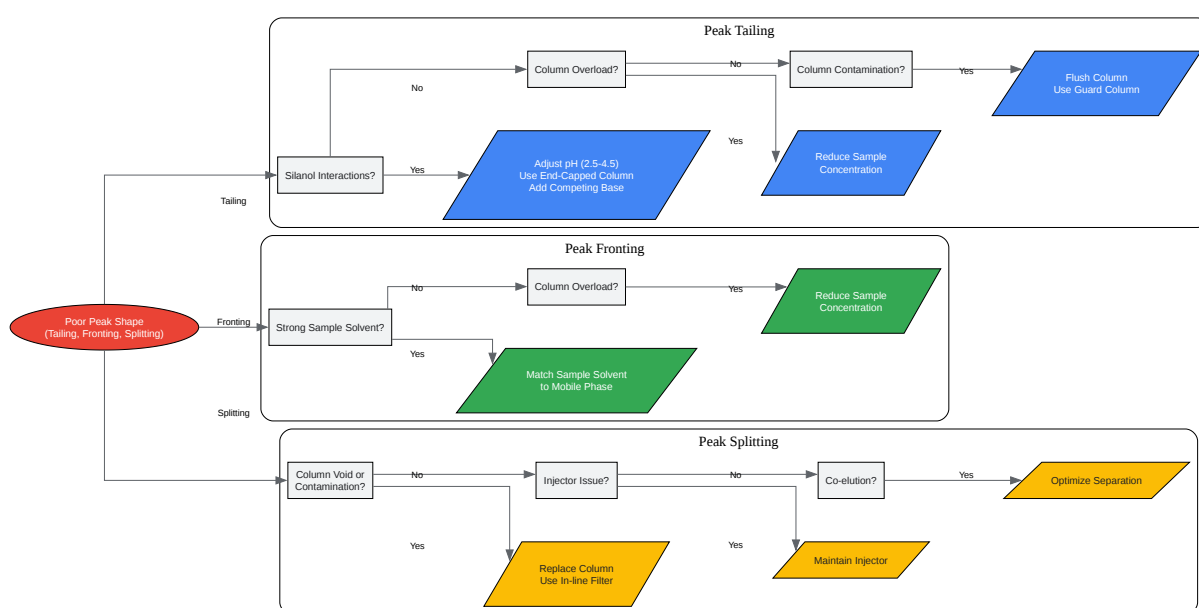 Peak Tailing
Column Overload?
No
Column Contamination?
Yes
Flush Column
Use Guard Column
No
Silanol Interactions?
Yes
Adjust pH (2.5-4.5)
Use End-Capped Column
Add Competing Base
Yes
Reduce Sample
Concentration
Tailing
Peak Fronting
No
Column Overload?
Yes
Reduce Sample
Concentration
Poor Peak Shape
(Tailing, Fronting, Splitting)
Fronting
Strong Sample Solvent?
Yes
Match Sample Solvent
to Mobile Phase
Splitting
Peak Splitting
Column Void or
Contamination?
No
Injector Issue?
No
Co-elution?
Yes
Optimize Separation
Yes
Replace Column
Use In-line Filter
Yes
Maintain Injector